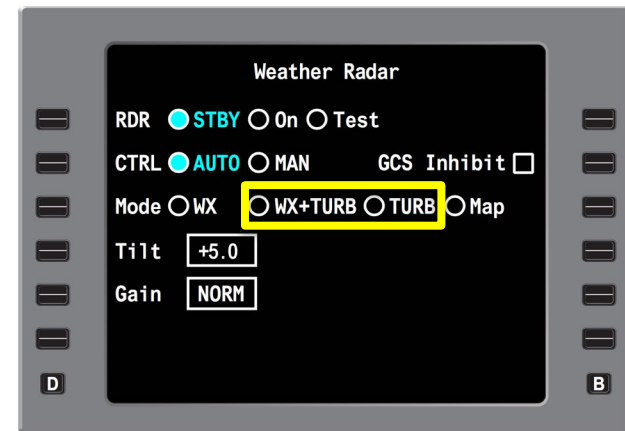 Weather Radar
RDR STBY On Test
CTRL AUTO MAN GCS Inhibit
Mode WX WX+TURB TURB Map
Tilt +5.0
Gain NORM
D B